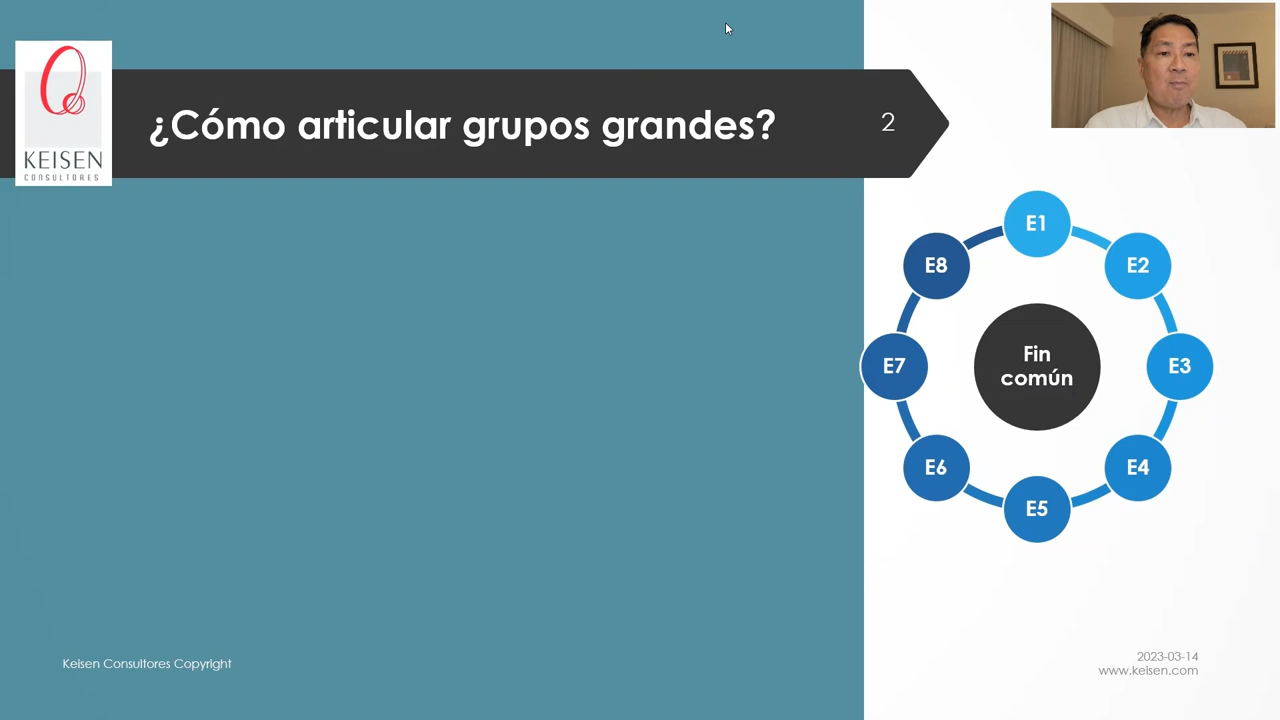 KEISEN
CONSULTORES
¿Cómo articular grupos grandes?
2
E1
E2
E3
E4
E5
E6
E7
E8
Fin
común
Keisen Consultores Copyright
2023-03-14
www.keisen.com